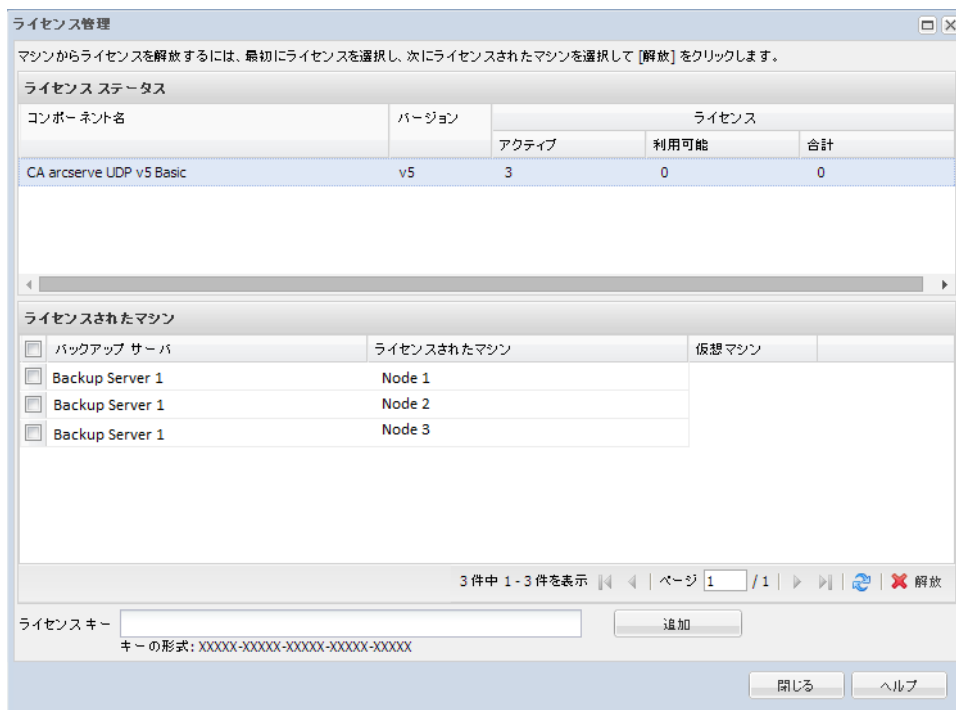 ライセンス管理
マシンからライセンスを解放するには、最初にライセンスを選択し、次にライセンスされたマシンを選択して [解放] をクリックします。
ライセンス ステータス
コンポーネント名 バージョン ライセンス
アクティブ 利用可能 合計
CA arcserve UDP v5 Basic v5 3 0 0
ライセンスされたマシン
バックアップ サーバ ライセンスされたマシン 仮想マシン
Backup Server 1 Node 1
Backup Server 1 Node 2
Backup Server 1 Node 3
3 件中 1 - 3 件を表示 ページ 1 / 1 解放
ライセンス キー 追加
キーの形式: XXXXX-XXXXX-XXXXX-XXXXX-XXXXX
閉じる ヘルプ